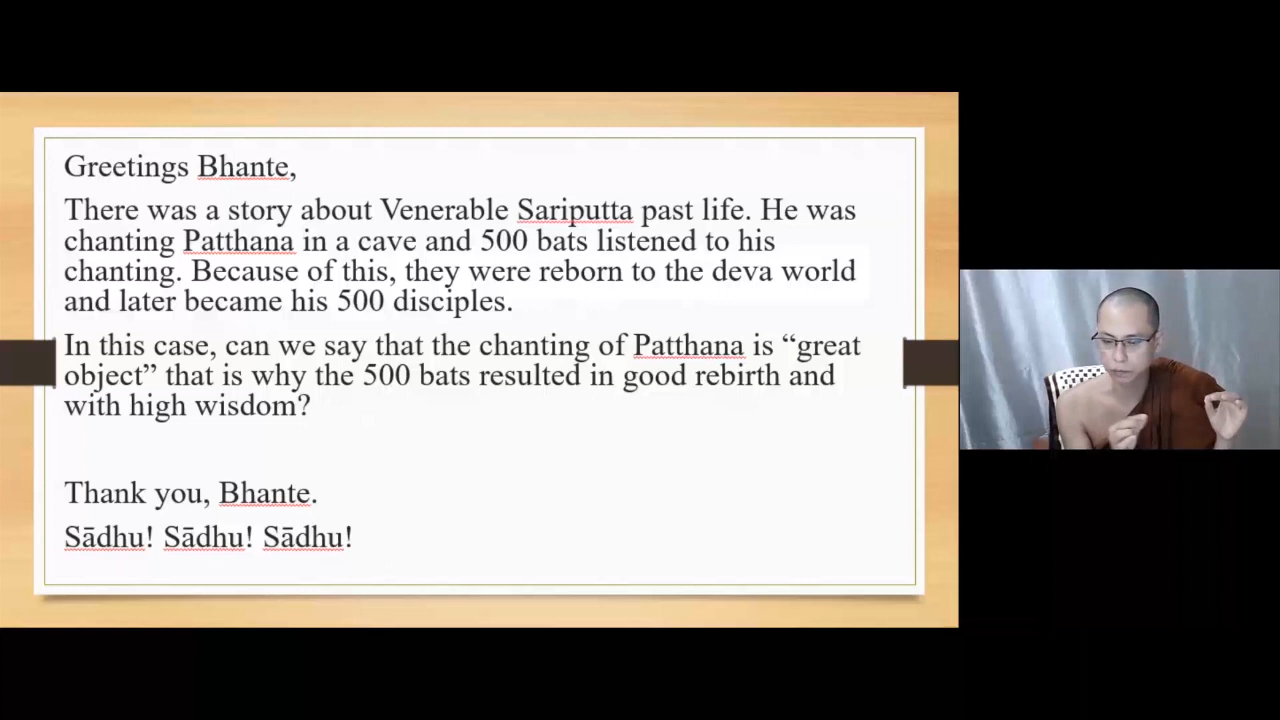 Greetings Bhante,
There was a story about Venerable Sariputta past life. He was
chanting Patthana in a cave and 500 bats listened to his
chanting. Because of this, they were reborn to the deva world
and later became his 500 disciples.
In this case, can we say that the chanting of Patthana is “great
object” that is why the 500 bats resulted in good rebirth and
with high wisdom?
Thank you, Bhante.
Sādhu! Sādhu! Sādhu!